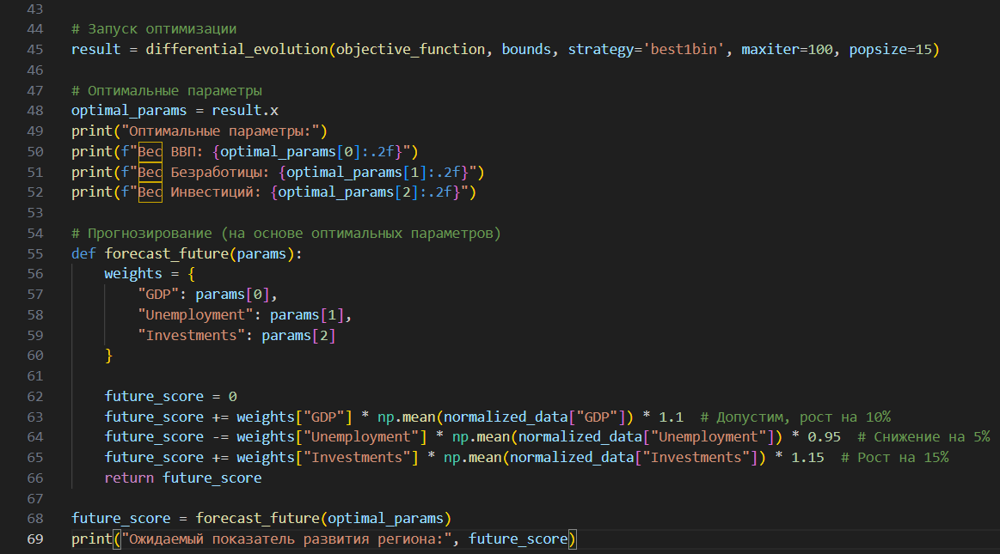 43
44 # Запуск оптимизации
45 result = differential_evolution(objective_function, bounds, strategy='best1bin', maxiter=100, popsize=15)
46
47 # Оптимальные параметры
48 optimal_params = result.x
49 print("Оптимальные параметры:")
50 print(f"Вес ВВП: {optimal_params[0]:.2f}")
51 print(f"Вес Безработицы: {optimal_params[1]:.2f}")
52 print(f"Вес Инвестиций: {optimal_params[2]:.2f}")
53
54 # Прогнозирование (на основе оптимальных параметров)
55 def forecast_future(params):
56     weights = {
57         "GDP": params[0],
58         "Unemployment": params[1],
59         "Investments": params[2]
60     }
61
62     future_score = 0
63     future_score += weights["GDP"] * np.mean(normalized_data["GDP"]) * 1.1  # Допустим, рост на 10%
64     future_score -= weights["Unemployment"] * np.mean(normalized_data["Unemployment"]) * 0.95  # Снижение на 5%
65     future_score += weights["Investments"] * np.mean(normalized_data["Investments"]) * 1.15  # Рост на 15%
66     return future_score
67
68 future_score = forecast_future(optimal_params)
69 print("Ожидаемый показатель развития региона:", future_score)